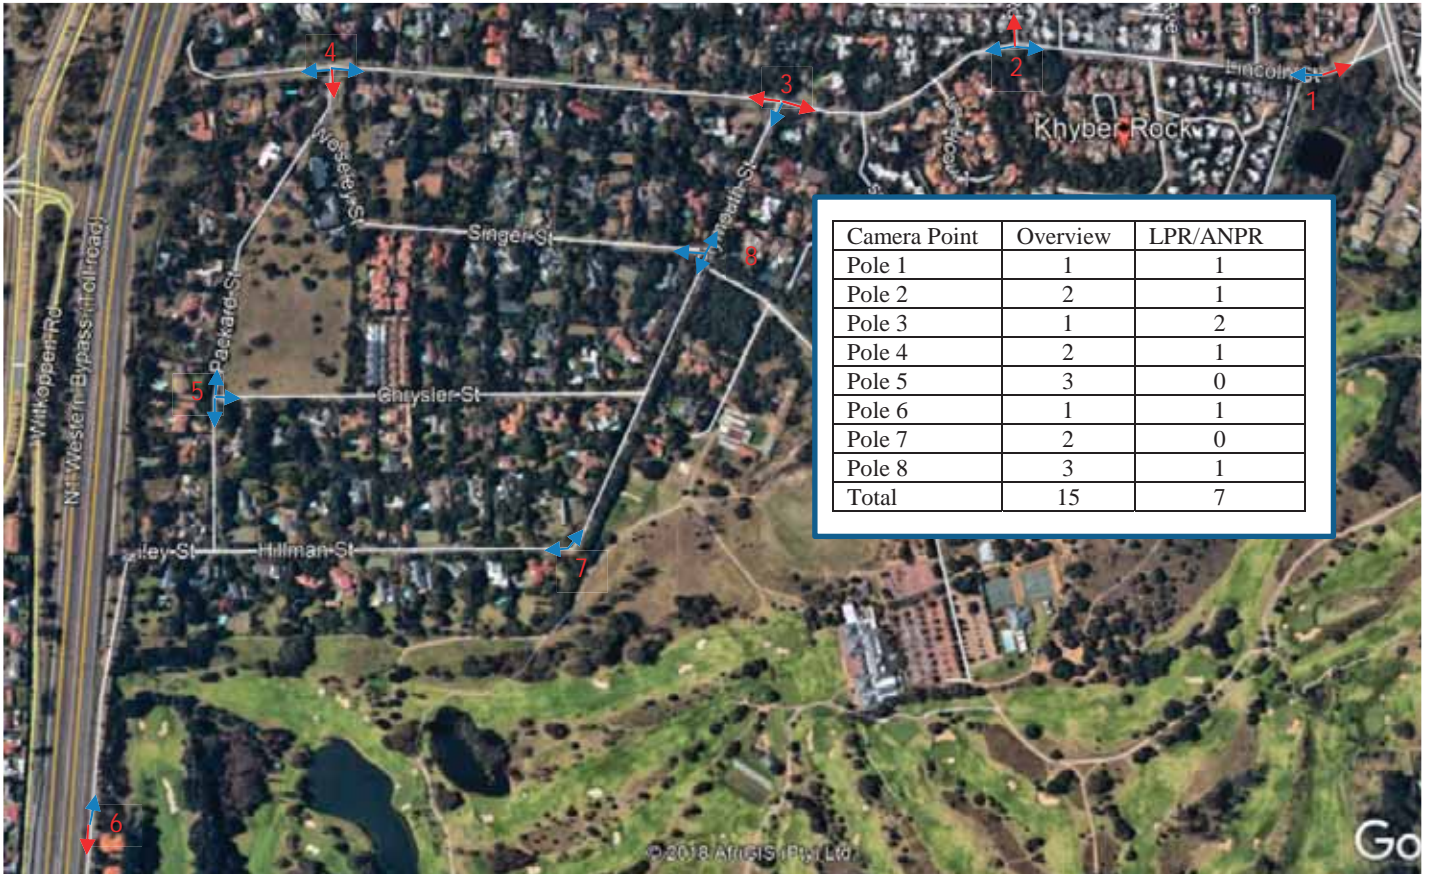 4
3
2
1
Lincoln St
Khyber Rock
Singer St
8
Camera Point Overview LPR/ANPR
Pole 1 1 1
Pole 2 2 1
Pole 3 1 2
Pole 4 2 1
Pole 5 3 0
Pole 6 1 1
Pole 7 2 0
Pole 8 3 1
Total 15 7
Packard St
5
Chrysler St
Witkoppen Rd
N1 Western Bypass (Toll road)
Hillman St
7
6
© 2018 AfriGIS (Pty) Ltd.
Go